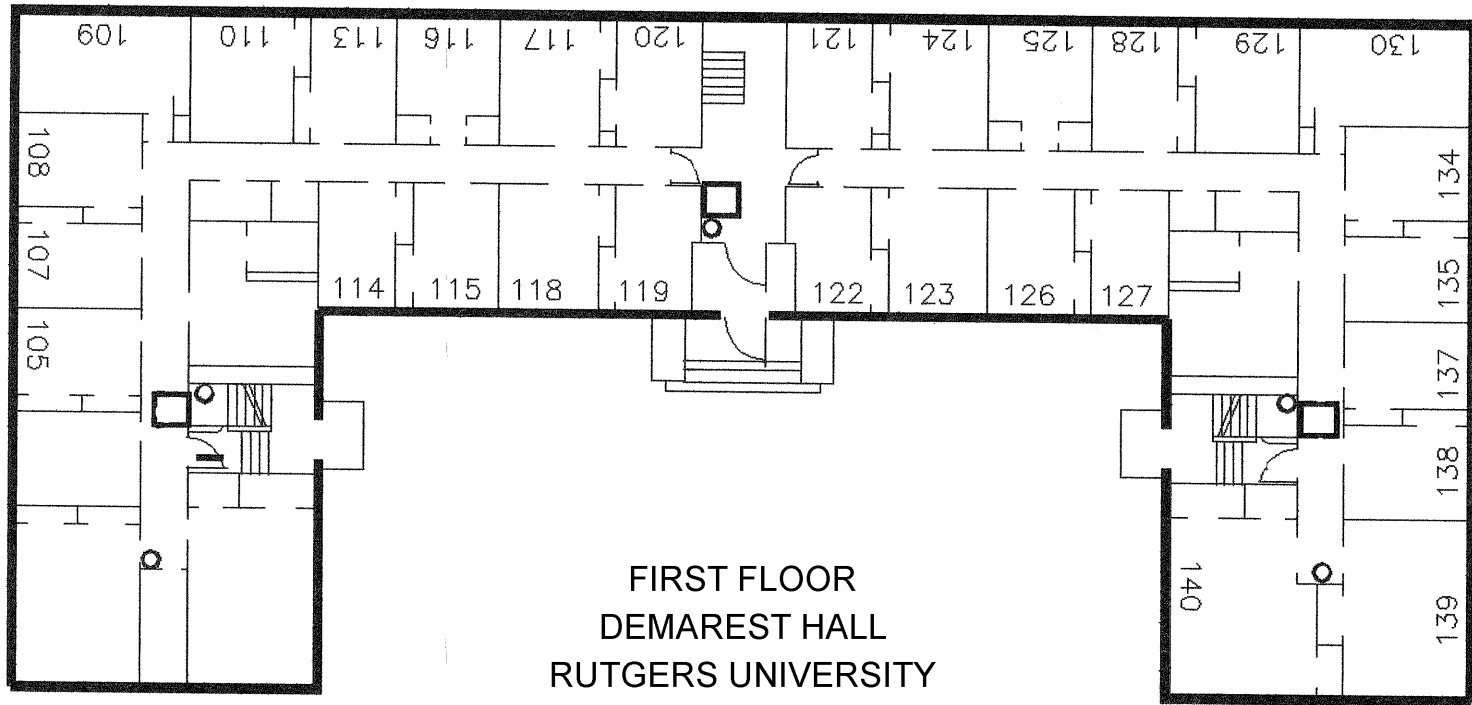 109 110 113 116 117 120 121 124 125 128 129 130
108 134
107 135
114 115 118 119 122 123 126 127
105 137
138
FIRST FLOOR
140
139
DEMAREST HALL
RUTGERS UNIVERSITY